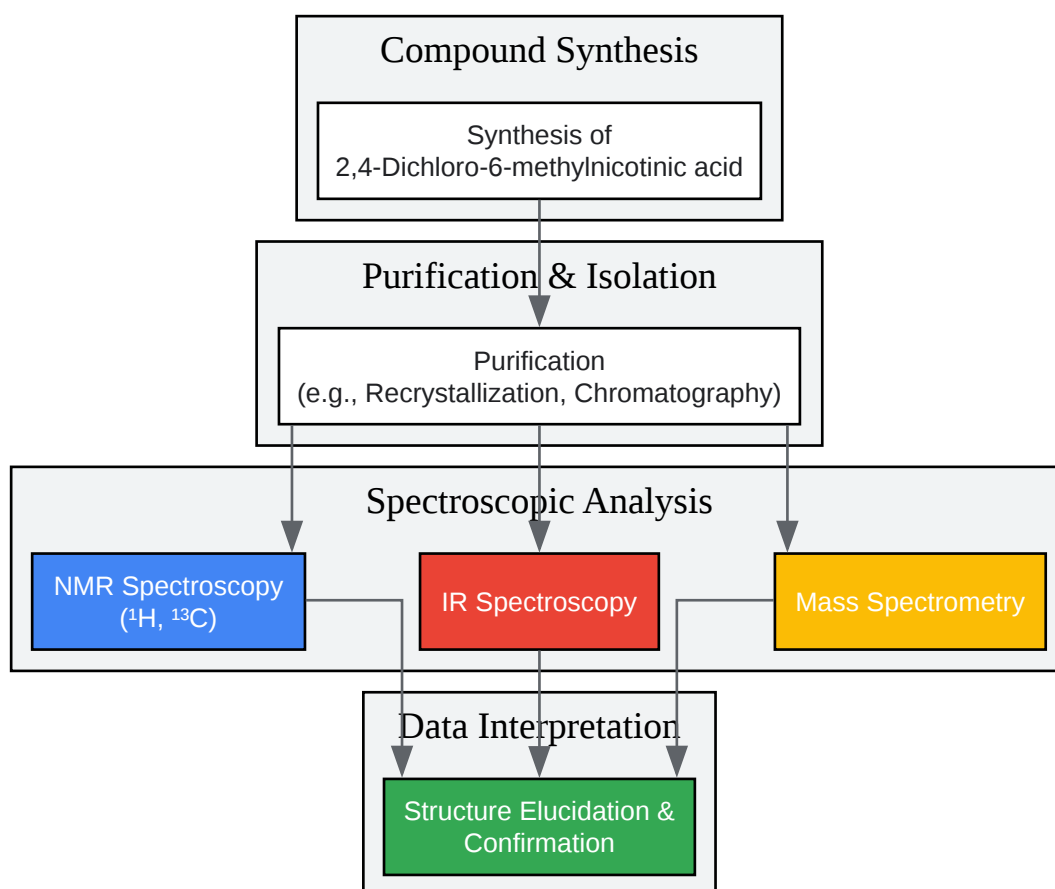 Compound Synthesis
Synthesis of
2,4-Dichloro-6-methylnicotinic acid
Purification & Isolation
Purification
(e.g., Recrystallization, Chromatography)
Spectroscopic Analysis
NMR Spectroscopy
(¹H, ¹³C)
IR Spectroscopy
Mass Spectrometry
Data Interpretation
Structure Elucidation &
Confirmation